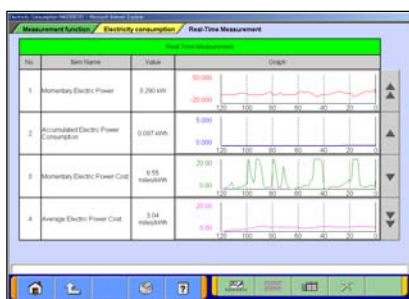 Measurement function
Electricity consumption
Real-Time Measurement
Real-Time Measurement
No. Item Name Value Graph
1 Momentary Electric Power 3.290 kW 50.000 -20.000 120 100 80 60 40 20 0
2 Accumulated Electric Power Consumption 0.097 kWh 5.000 0.000 120 100 80 60 40 20 0
3 Momentary Electric Power Cost 6.55 miles/kWh 20.00 0.00 120 100 80 60 40 20 0
4 Average Electric Power Cost 3.04 miles/kWh 20.00 0.00 120 100 80 60 40 20 0